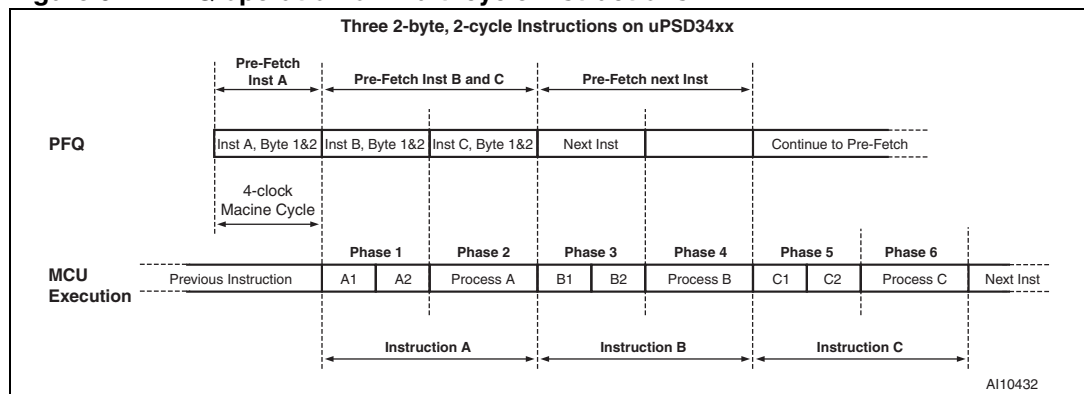 Three 2-byte, 2-cycle Instructions on uPSD34xx
Pre-Fetch
Inst A
Pre-Fetch Inst B and C
Pre-Fetch next Inst
PFQ
Inst A, Byte 1&2
Inst B, Byte 1&2
Inst C, Byte 1&2
Next Inst
Continue to Pre-Fetch
4-clock
Macine Cycle
Phase 1
Phase 2
Phase 3
Phase 4
Phase 5
Phase 6
MCU
Execution
Previous Instruction
A1
A2
Process A
B1
B2
Process B
C1
C2
Process C
Next Inst
Instruction A
Instruction B
Instruction C
AI10432